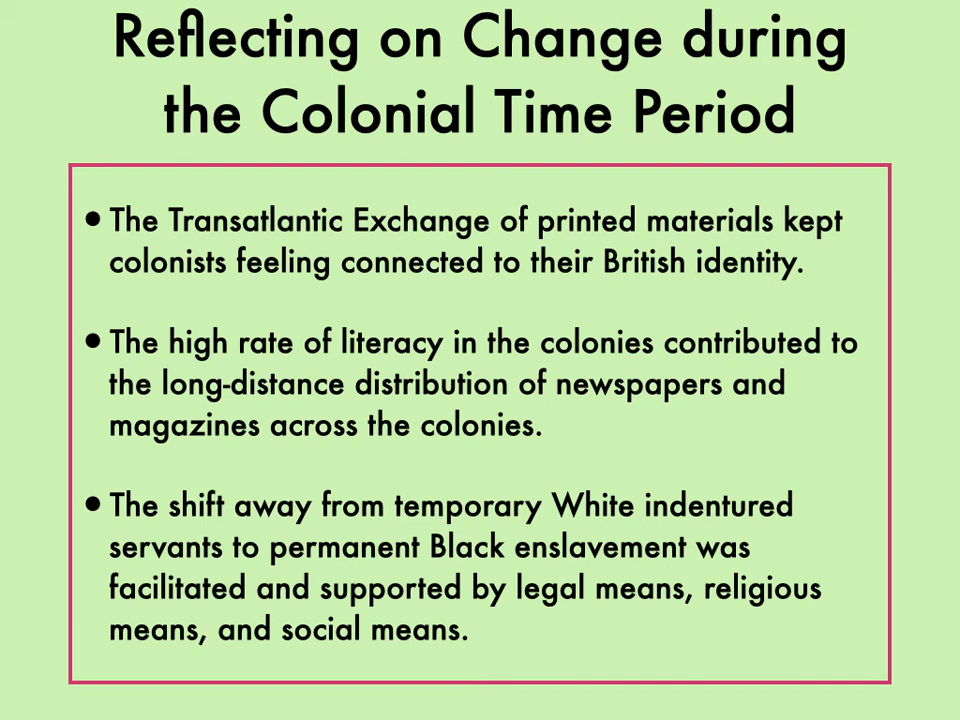 Reflecting on Change during
the Colonial Time Period
• The Transatlantic Exchange of printed materials kept
colonists feeling connected to their British identity.
• The high rate of literacy in the colonies contributed to
the long-distance distribution of newspapers and
magazines across the colonies.
• The shift away from temporary White indentured
servants to permanent Black enslavement was
facilitated and supported by legal means, religious
means, and social means.